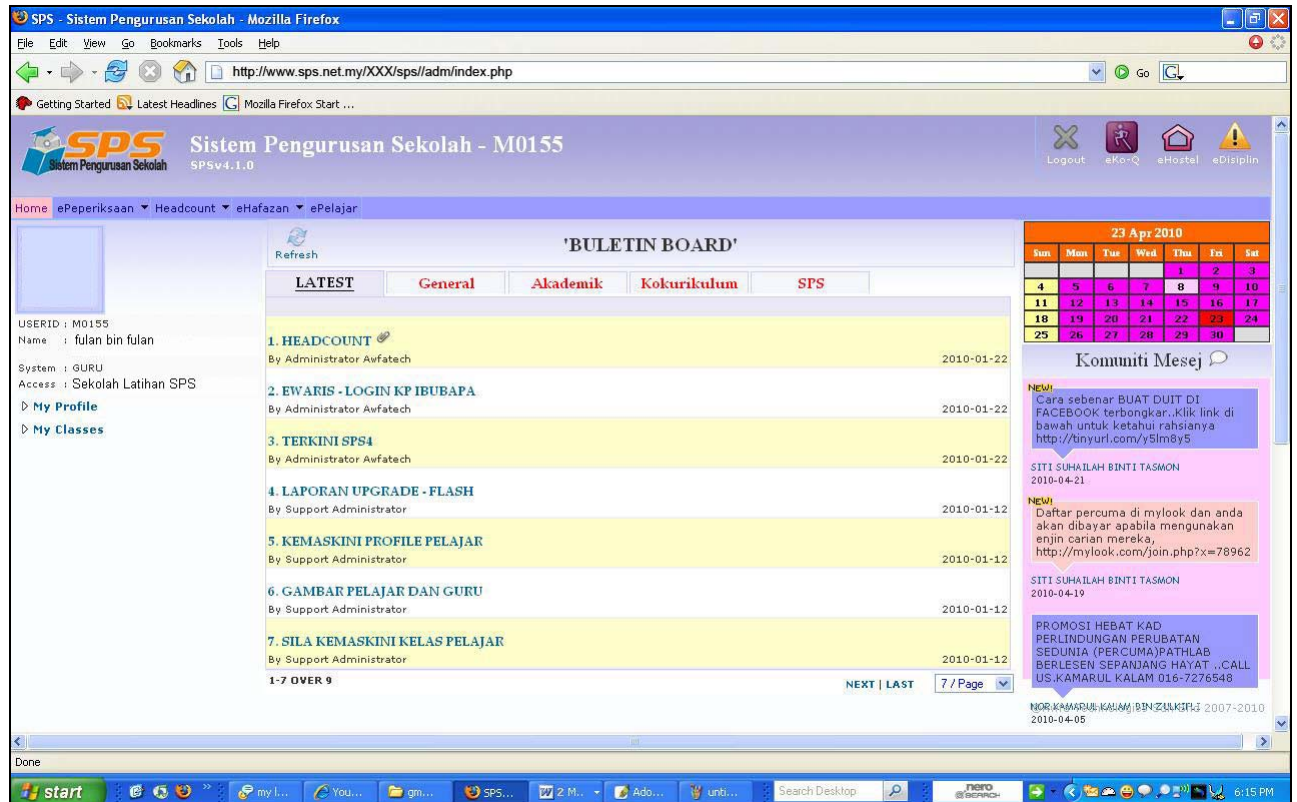 SPS - Sistem Pengurusan Sekolah - Mozilla Firefox
File Edit View Go Bookmarks Tools Help
http://www.sps.net.my/XXX/sps//adm/index.php
Go
Getting Started Latest Headlines Mozilla Firefox Start ...
SPS
Sistem Pengurusan Sekolah
Sistem Pengurusan Sekolah - M0155
SPSv4.1.0
Logout eKo-Q eHostel eDisiplin
Home ePeperiksaan Headcount eHafazan ePelajar
USERID : M0155
Name : fulan bin fulan
System : GURU
Access : Sekolah Latihan SPS
My Profile
My Classes
Refresh
'BULETIN BOARD'
LATEST General Akademik Kokurikulum SPS
1. HEADCOUNT
By Administrator Awfatech 2010-01-22
2. EWARIS - LOGIN KP IBUBAPA
By Administrator Awfatech 2010-01-22
3. TERKINI SPS4
By Administrator Awfatech 2010-01-22
4. LAPORAN UPGRADE - FLASH
By Support Administrator 2010-01-12
5. KEMASKINI PROFILE PELAJAR
By Support Administrator 2010-01-12
6. GAMBAR PELAJAR DAN GURU
By Support Administrator 2010-01-12
7. SILA KEMASKINI KELAS PELAJAR
By Support Administrator 2010-01-12
1-7 OVER 9 NEXT | LAST 7 / Page
23 Apr 2010
Sun Mon Tue Wed Thu Fri Sat
1 2 3
4 5 6 7 8 9 10
11 12 13 14 15 16 17
18 19 20 21 22 23 24
25 26 27 28 29 30
Komuniti Mesej
NEW!
Cara sebenar BUAT DUIT DI
FACEBOOK terbongkar..Klik link di
bawah untuk ketahui rahsianya
http://tinyurl.com/y5lm8y5
SITI SUHAILAH BINTI TASMON
2010-04-21
NEW!
Daftar percuma di mylook dan anda
akan dibayar apabila mengunakan
enjin carian mereka,
http://mylook.com/join.php?x=78962
SITI SUHAILAH BINTI TASMON
2010-04-19
PROMOSI HEBAT KAD
PERLINDUNGAN PERUBATAN
SEDUNIA (PERCUMA)PATHLAB
BERLESEN SEPANJANG HAYAT ..CALL
US.KAMARUL KALAM 016-7276548
NOR KAMARUL KALAM BIN ZULKIFLI 2007-2010
2010-04-05
Done
start my l... You... gm... SPS... 2 M... Ado... unti... Search Desktop nero SEARCH 6:15 PM